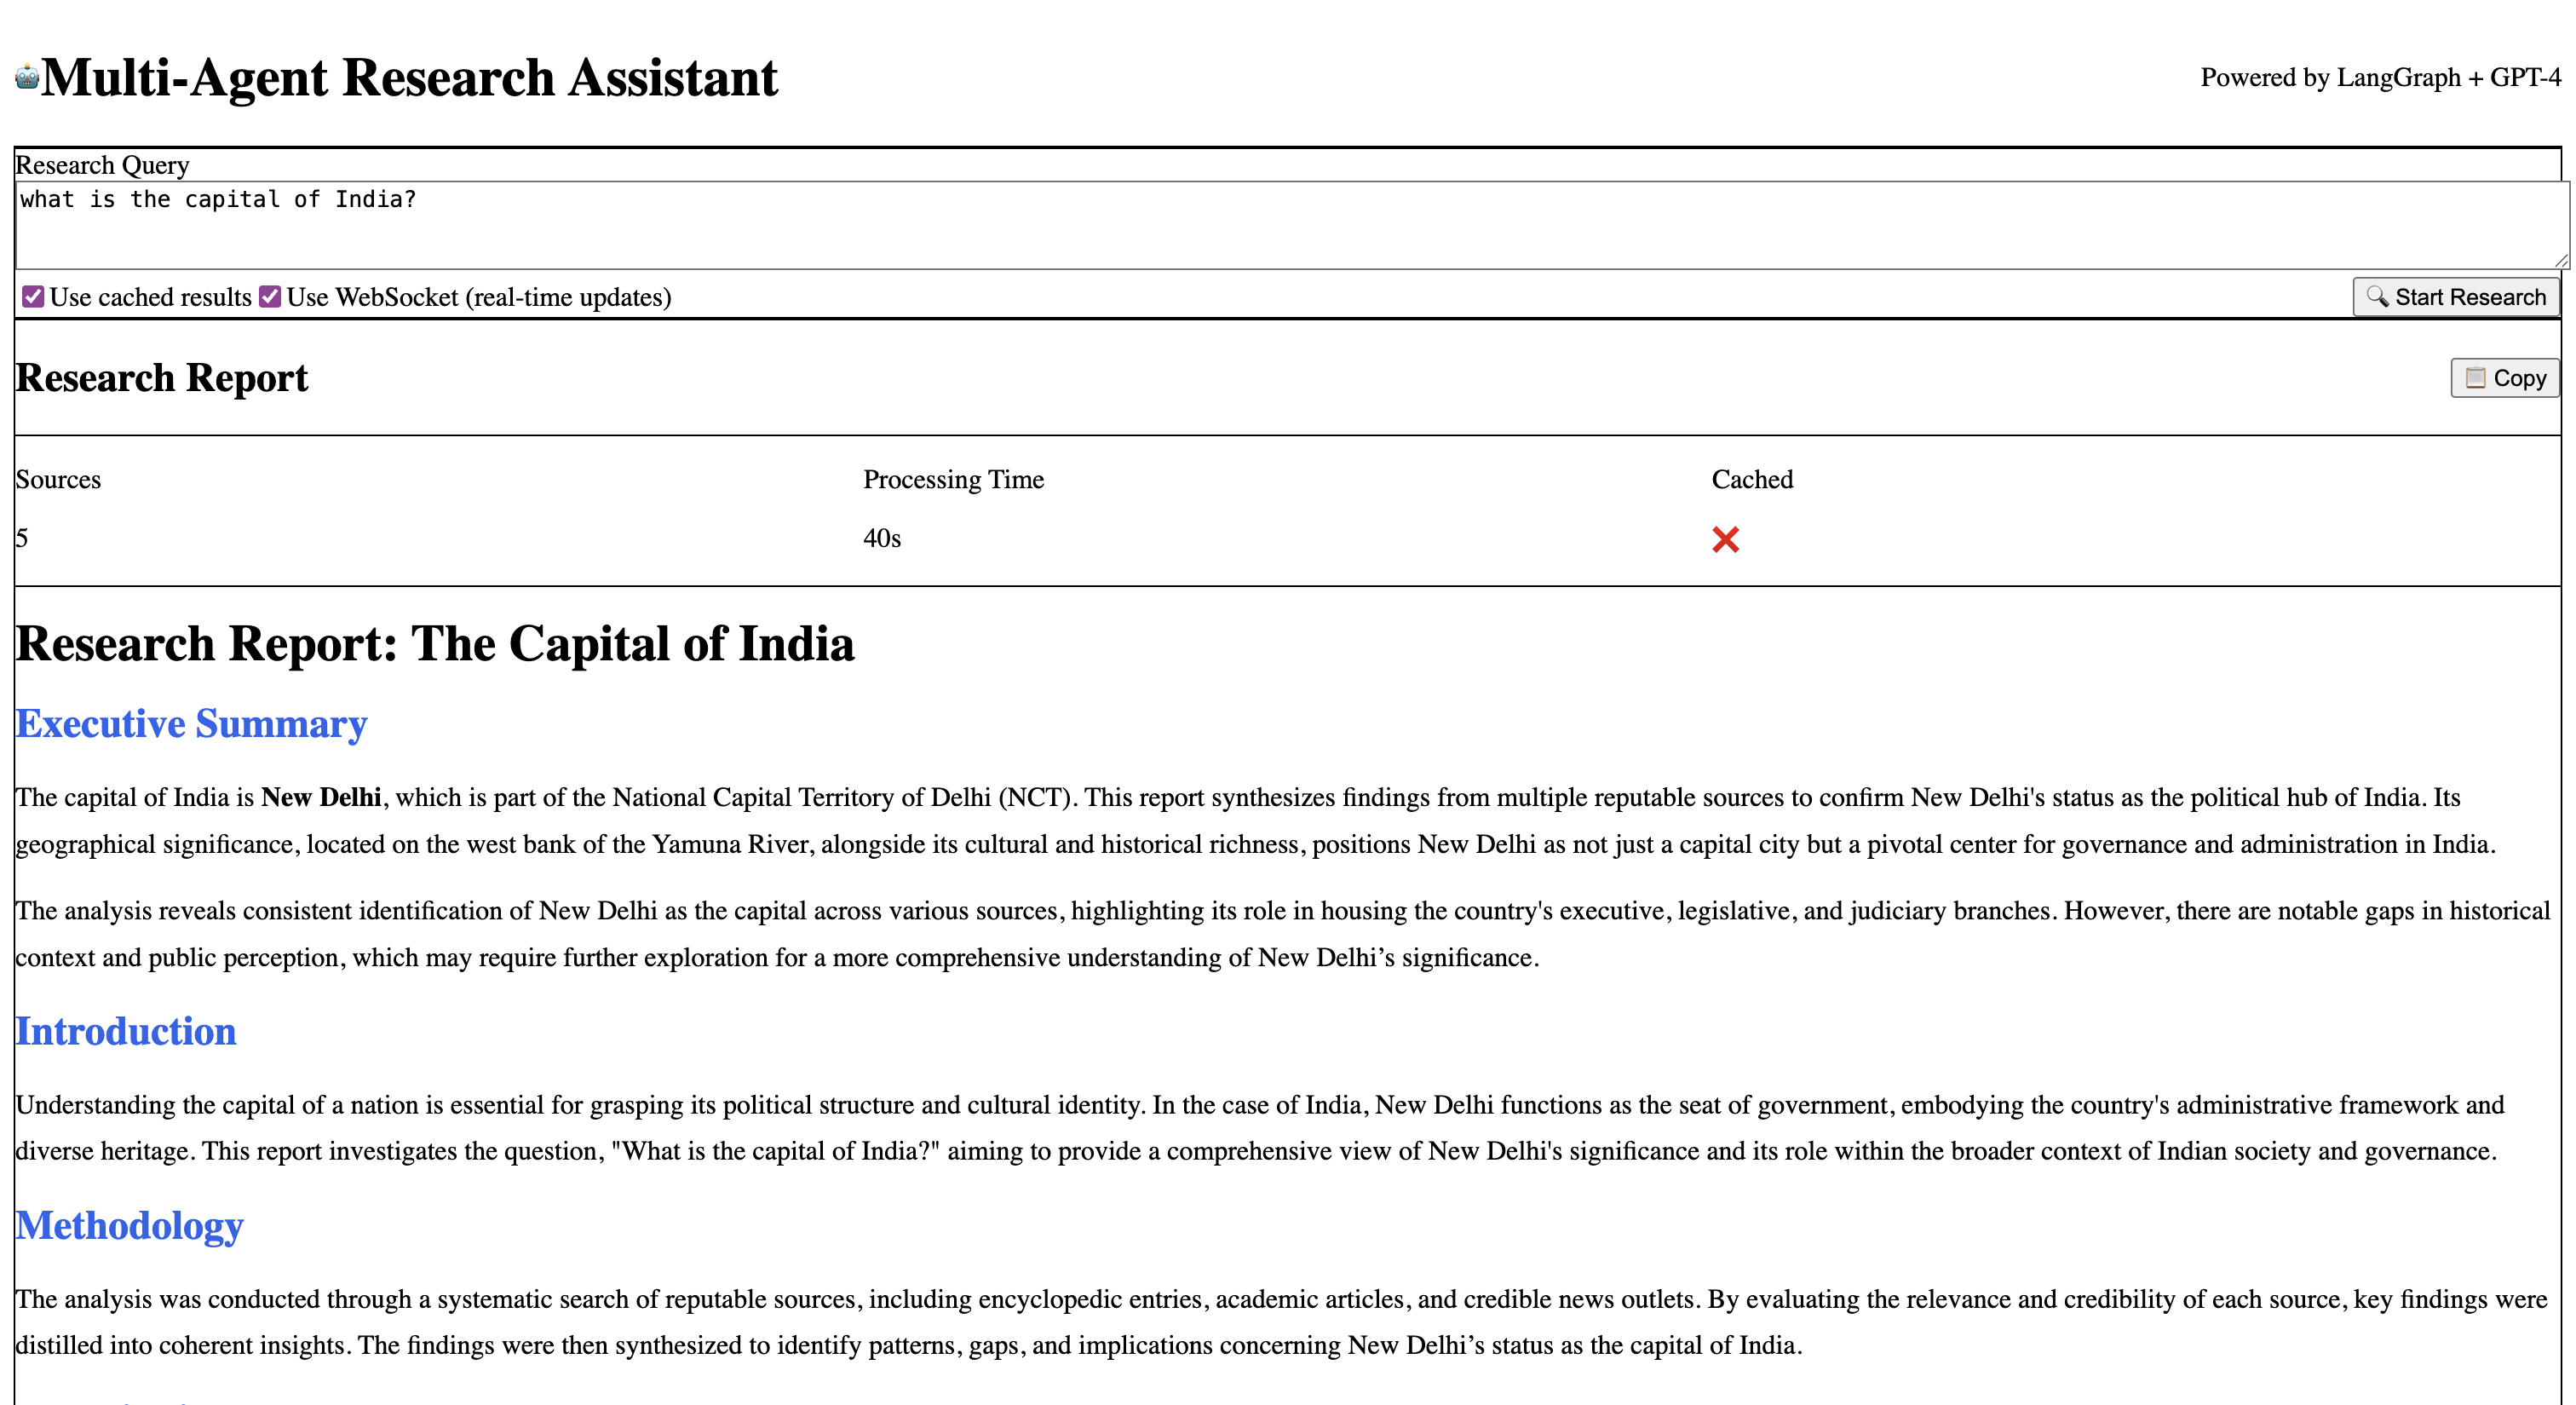 🤖Multi-Agent Research Assistant
Powered by LangGraph + GPT-4
Research Query
what is the capital of India?
Use cached results Use WebSocket (real-time updates)
🔍 Start Research
Research Report
📋 Copy
Sources
Processing Time
Cached
5
40s
❌
Research Report: The Capital of India
Executive Summary
The capital of India is New Delhi, which is part of the National Capital Territory of Delhi (NCT). This report synthesizes findings from multiple reputable sources to confirm New Delhi's status as the political hub of India. Its
geographical significance, located on the west bank of the Yamuna River, alongside its cultural and historical richness, positions New Delhi as not just a capital city but a pivotal center for governance and administration in India.
The analysis reveals consistent identification of New Delhi as the capital across various sources, highlighting its role in housing the country's executive, legislative, and judiciary branches. However, there are notable gaps in historical
context and public perception, which may require further exploration for a more comprehensive understanding of New Delhi’s significance.
Introduction
Understanding the capital of a nation is essential for grasping its political structure and cultural identity. In the case of India, New Delhi functions as the seat of government, embodying the country's administrative framework and
diverse heritage. This report investigates the question, "What is the capital of India?" aiming to provide a comprehensive view of New Delhi's significance and its role within the broader context of Indian society and governance.
Methodology
The analysis was conducted through a systematic search of reputable sources, including encyclopedic entries, academic articles, and credible news outlets. By evaluating the relevance and credibility of each source, key findings were
distilled into coherent insights. The findings were then synthesized to identify patterns, gaps, and implications concerning New Delhi’s status as the capital of India.